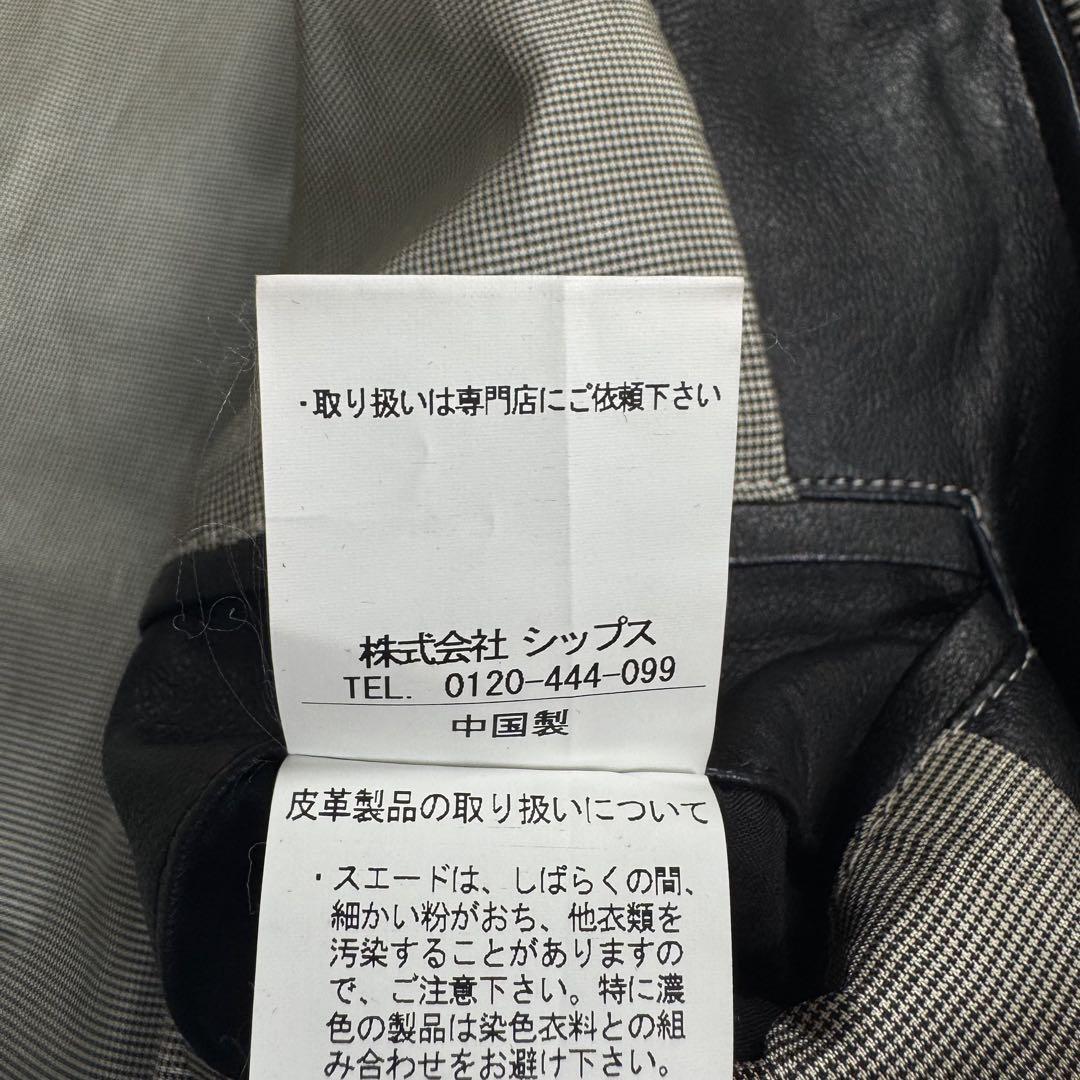 ・取り扱いは専門店にご依頼下さい
株式会社 シップス
TEL. 0120-444-099
中国製
皮革製品の取り扱いについて
・スエードは、しばらくの間、
細かい粉がおち、他衣類を
汚染することがありますの
で、ご注意下さい。特に濃
色の製品は染色衣料との組
み合わせをお避け下さい。